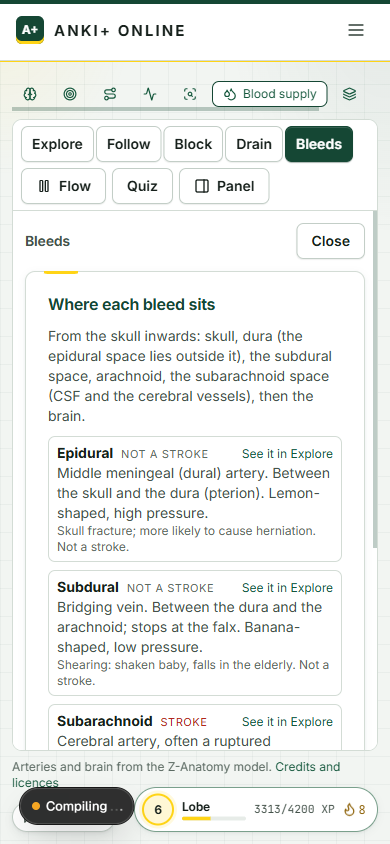 A+ ANKI+ ONLINE
Blood supply
Explore Follow Block Drain Bleeds
Flow Quiz Panel
Bleeds Close
Where each bleed sits
From the skull inwards: skull, dura (the
epidural space lies outside it), the subdural
space, arachnoid, the subarachnoid space
(CSF and the cerebral vessels), then the
brain.
Epidural NOT A STROKE See it in Explore
Middle meningeal (dural) artery. Between
the skull and the dura (pterion). Lemon-
shaped, high pressure.
Skull fracture; more likely to cause herniation.
Not a stroke.
Subdural NOT A STROKE See it in Explore
Bridging vein. Between the dura and the
arachnoid; stops at the falx. Banana-
shaped, low pressure.
Shearing: shaken baby, falls in the elderly. Not a
stroke.
Subarachnoid STROKE See it in Explore
Cerebral artery, often a ruptured
Arteries and brain from the Z-Anatomy model. Credits and
licences
Compiling ...
6 Lobe 3313/4200 XP 8